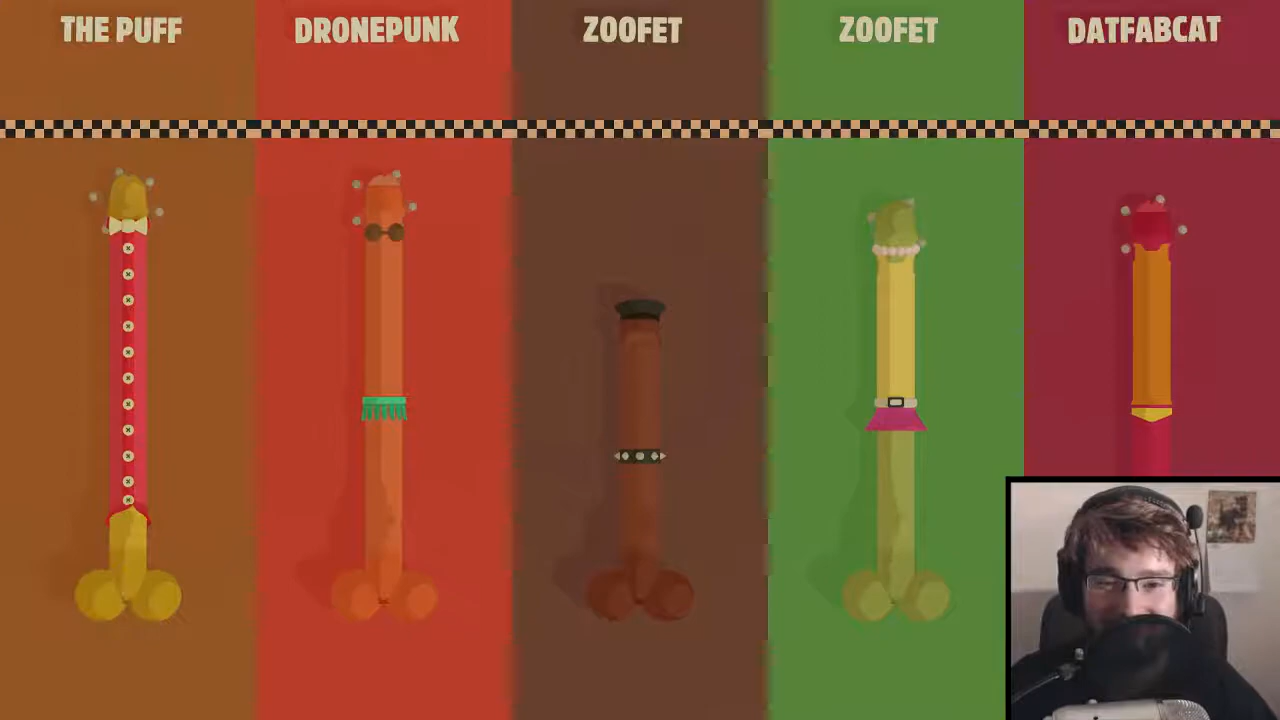 THE PUFF
DRONEPUNK
ZOOFET
ZOOFET
DATFABCAT